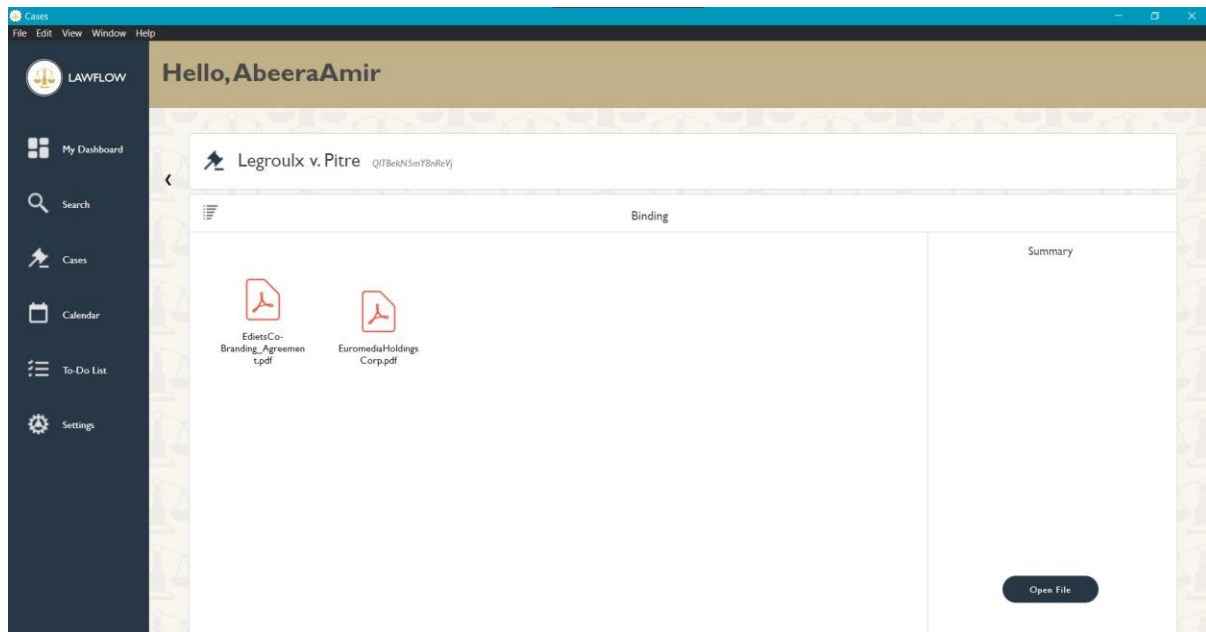 Cases
File Edit View Window Help
LAWFLOW
Hello, AbeeraAmir
My Dashboard
Search
Cases
Calendar
To-Do List
Settings
Legroulx v. Pitre
Binding
Summary
EdietsCo-
Branding_Agreemen
t.pdf
EuromediaHoldings
Corp.pdf
Open File